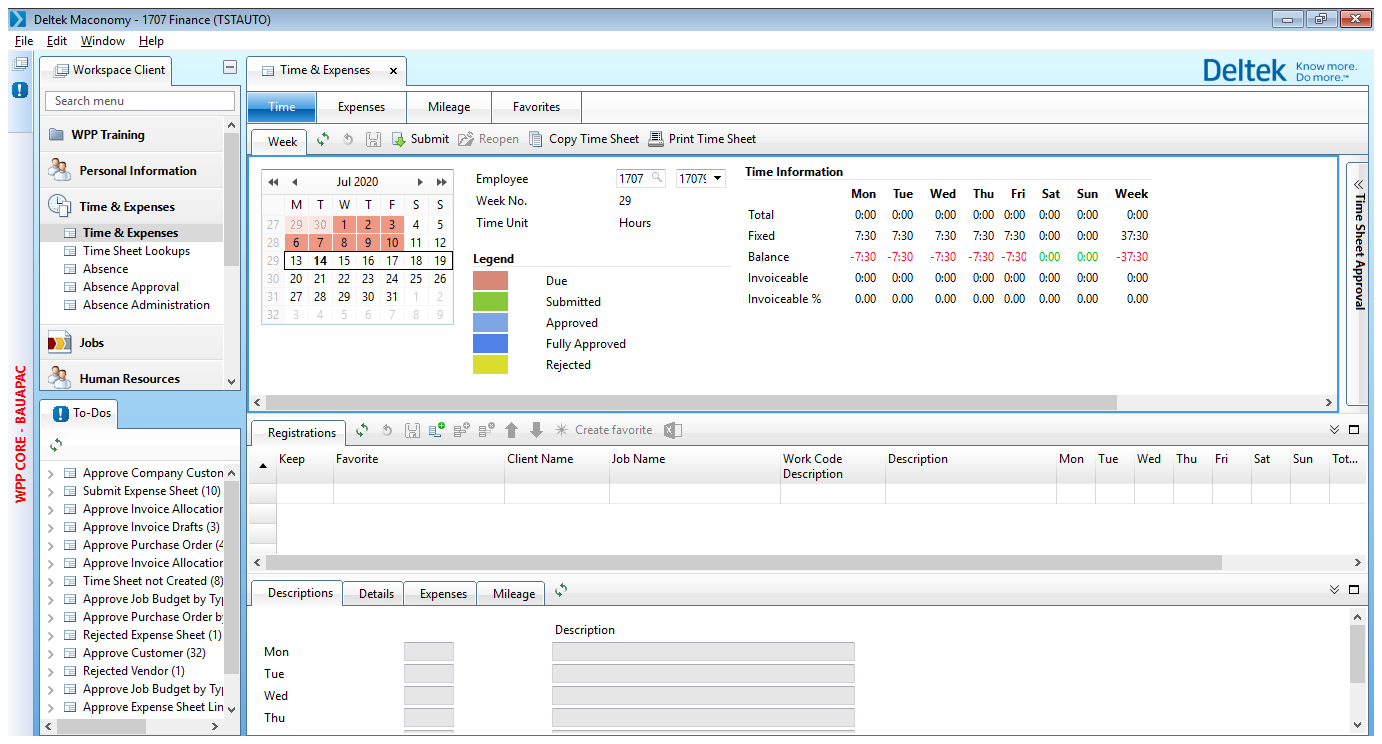 Deltek Maconomy - 1707 Finance (TSTAUTO)
File Edit Window Help
Workspace Client
Search menu
WPP Training
Personal Information
Time & Expenses
Time & Expenses
Time Sheet Lookups
Absence
Absence Approval
Absence Administration
Jobs
Human Resources
WPP CORE - BAUAPAC
To-Dos
Approve Company Custon
Submit Expense Sheet (10)
Approve Invoice Allocation
Approve Invoice Drafts (3)
Approve Purchase Order (4
Approve Invoice Allocation
Time Sheet not Created (8)
Approve Job Budget by Ty
Approve Purchase Order b
Rejected Expense Sheet (1)
Approve Customer (32)
Rejected Vendor (1)
Approve Job Budget by Ty
Approve Expense Sheet Lin
Time & Expenses x
Deltek Know more. Do more.™
Time Expenses Mileage Favorites
Week Submit Reopen Copy Time Sheet Print Time Sheet
Jul 2020
M T W T F S S
27 29 30 1 2 3 4 5
28 6 7 8 9 10 11 12
29 13 14 15 16 17 18 19
30 20 21 22 23 24 25 26
31 27 28 29 30 31 1 2
32 3 4 5 6 7 8 9
Employee 1707 17079
Week No. 29
Time Unit Hours
Legend
Due
Submitted
Approved
Fully Approved
Rejected
Time Information
Mon Tue Wed Thu Fri Sat Sun Week
Total 0:00 0:00 0:00 0:00 0:00 0:00 0:00 0:00
Fixed 7:30 7:30 7:30 7:30 7:30 0:00 0:00 37:30
Balance -7:30 -7:30 -7:30 -7:30 -7:30 0:00 0:00 -37:30
Invoiceable 0:00 0:00 0:00 0:00 0:00 0:00 0:00 0:00
Invoiceable % 0.00 0.00 0.00 0.00 0.00 0.00 0.00 0.00
Time Sheet Approval
Registrations Create favorite
Keep Favorite Client Name Job Name Work Code Description Description Mon Tue Wed Thu Fri Sat Sun Tot...
Descriptions Details Expenses Mileage
Description
Mon
Tue
Wed
Thu